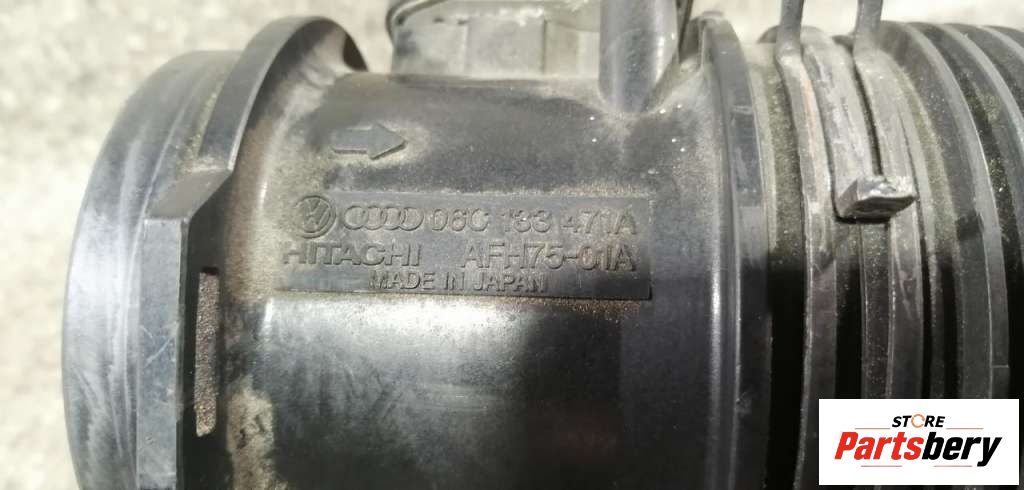 06C 133 471A
HITACHI AFH75-01A
MADE IN JAPAN
STORE
Partsbery